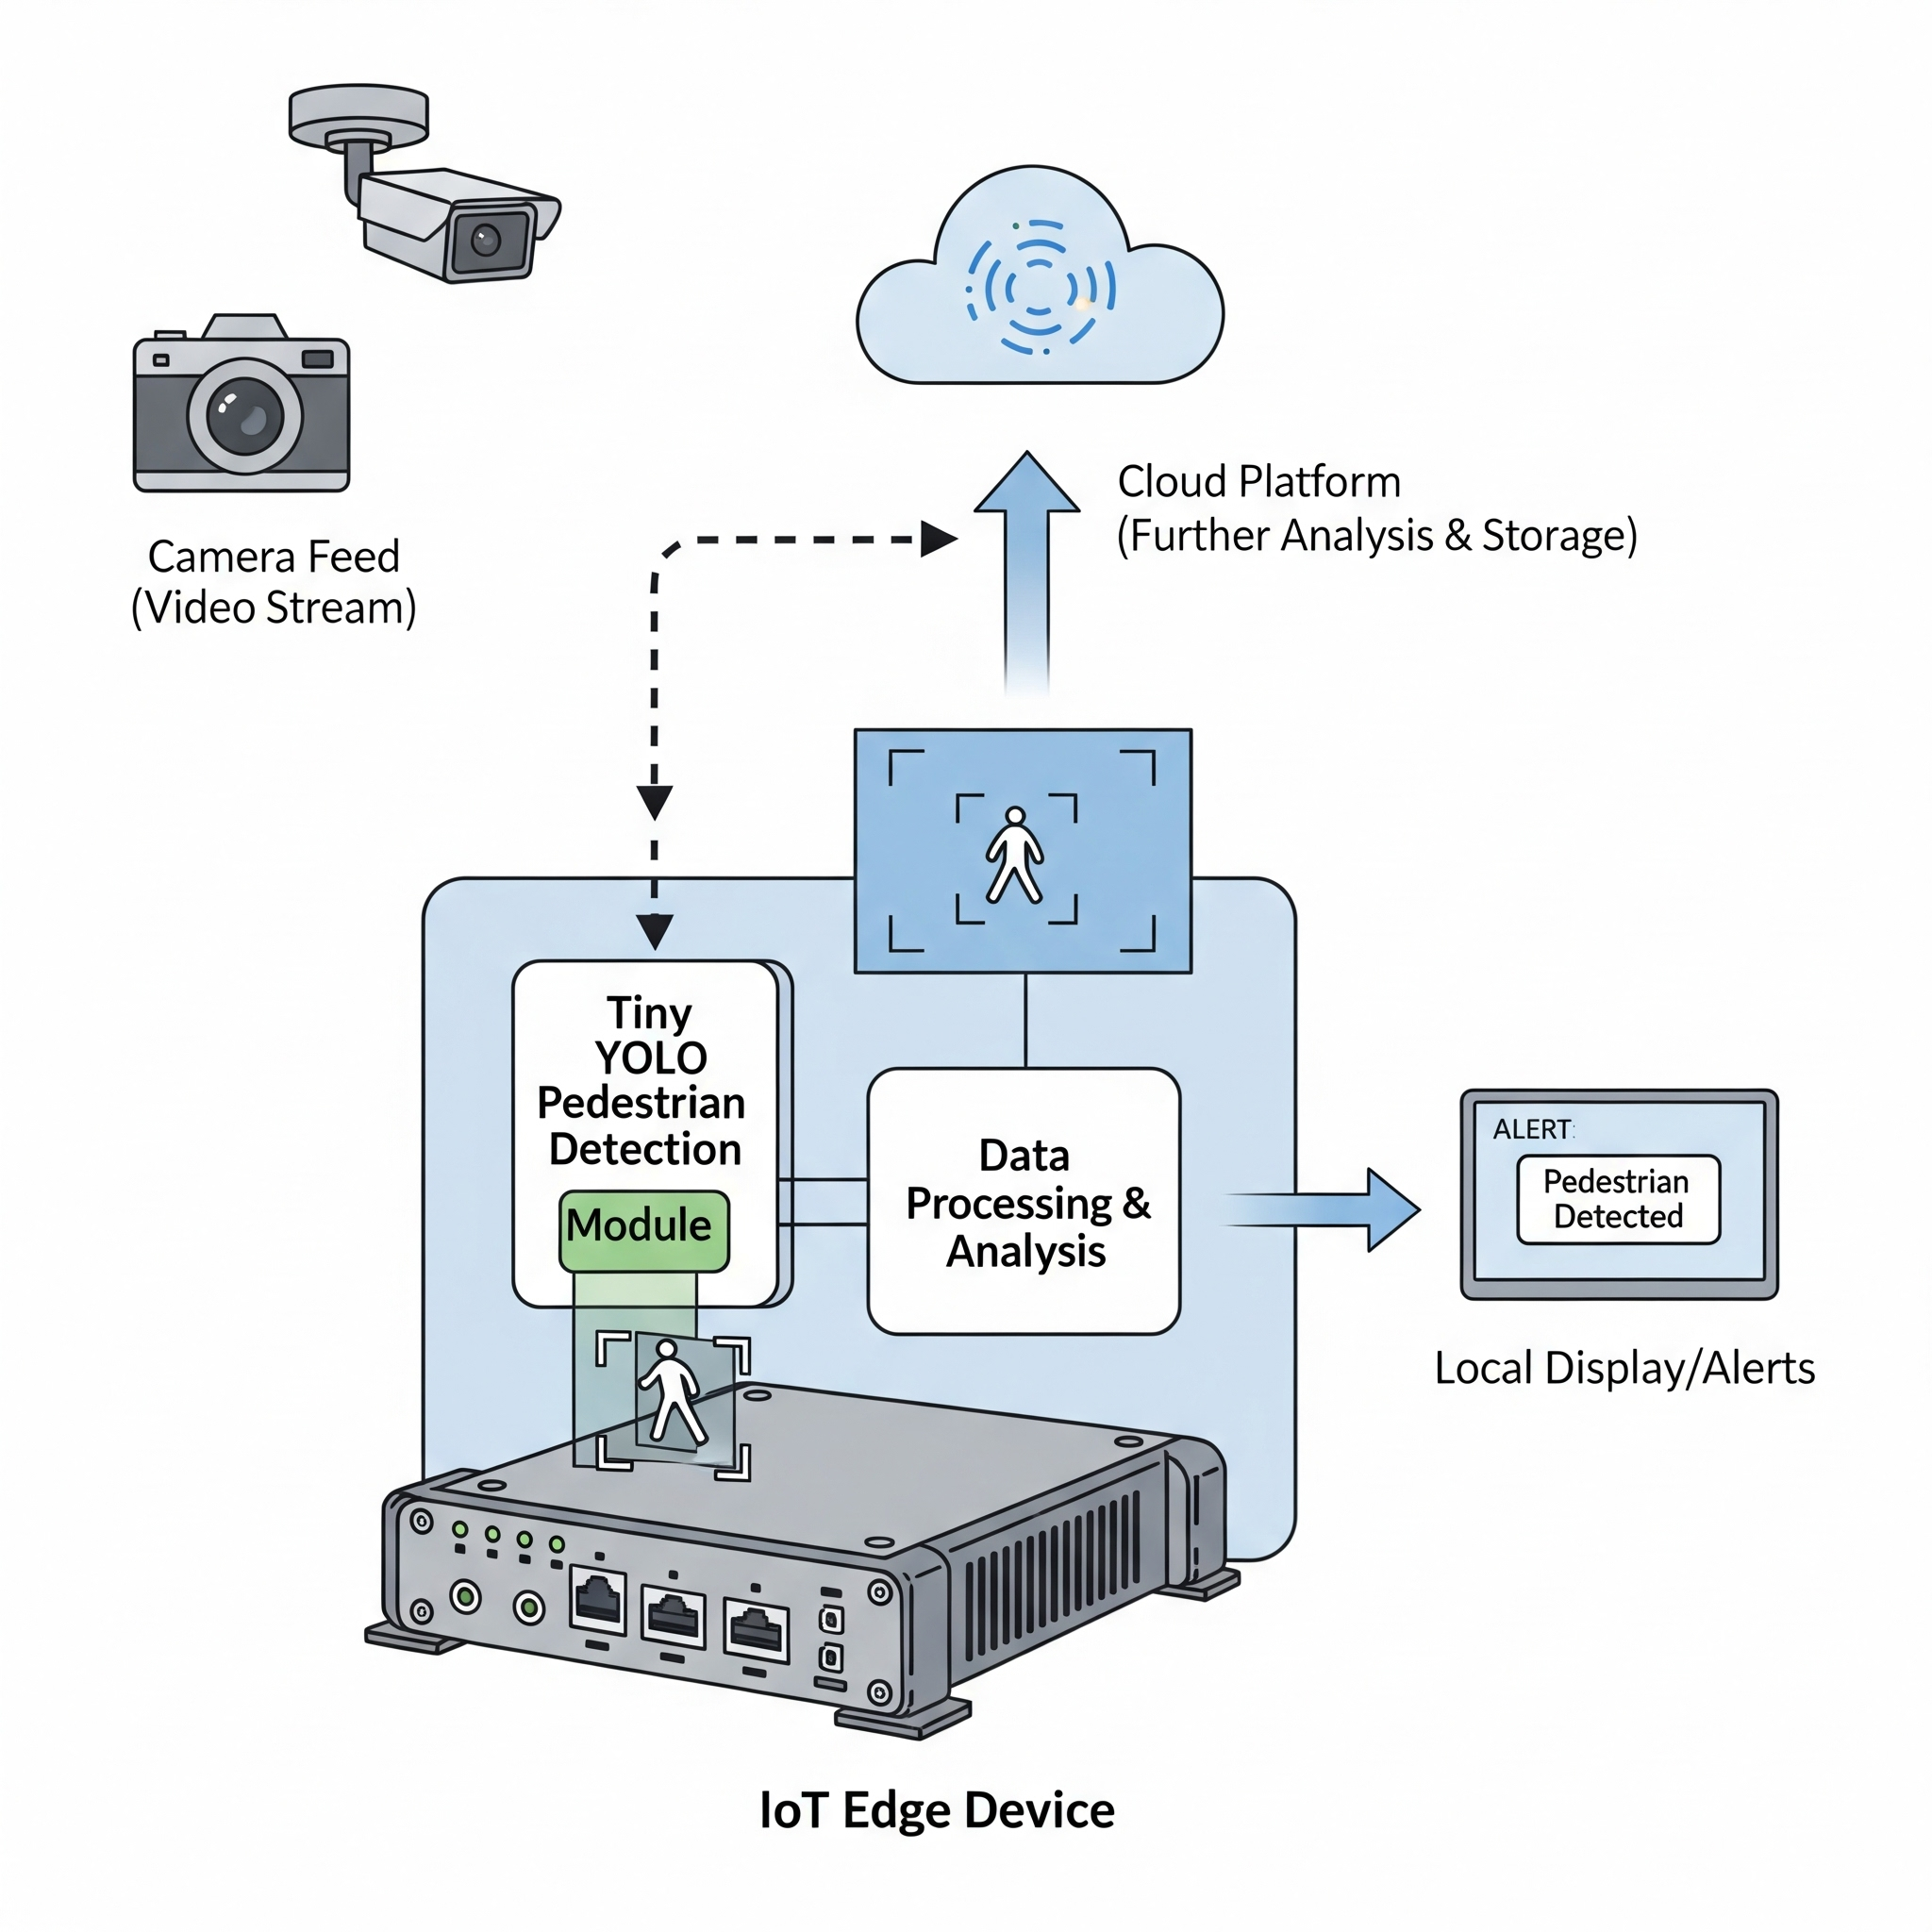 Camera Feed
(Video Stream)
Cloud Platform
(Further Analysis & Storage)
Tiny
YOLO
Pedestrian
Detection
Module
Data
Processing &
Analysis
ALERT:
Pedestrian
Detected
Local Display/Alerts
IoT Edge Device